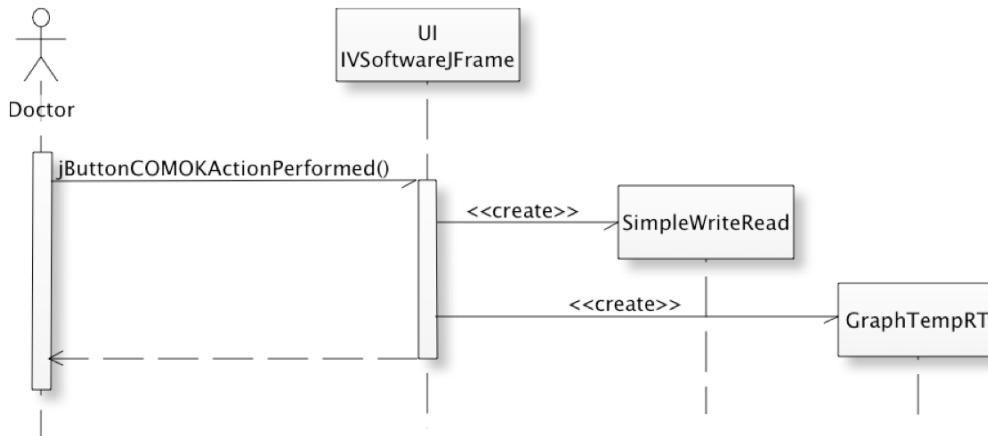 UI
IVSoftwareJFrame
Doctor
jButtonCOMOKActionPerformed()
<<create>>
SimpleWriteRead
<<create>>
GraphTempRT